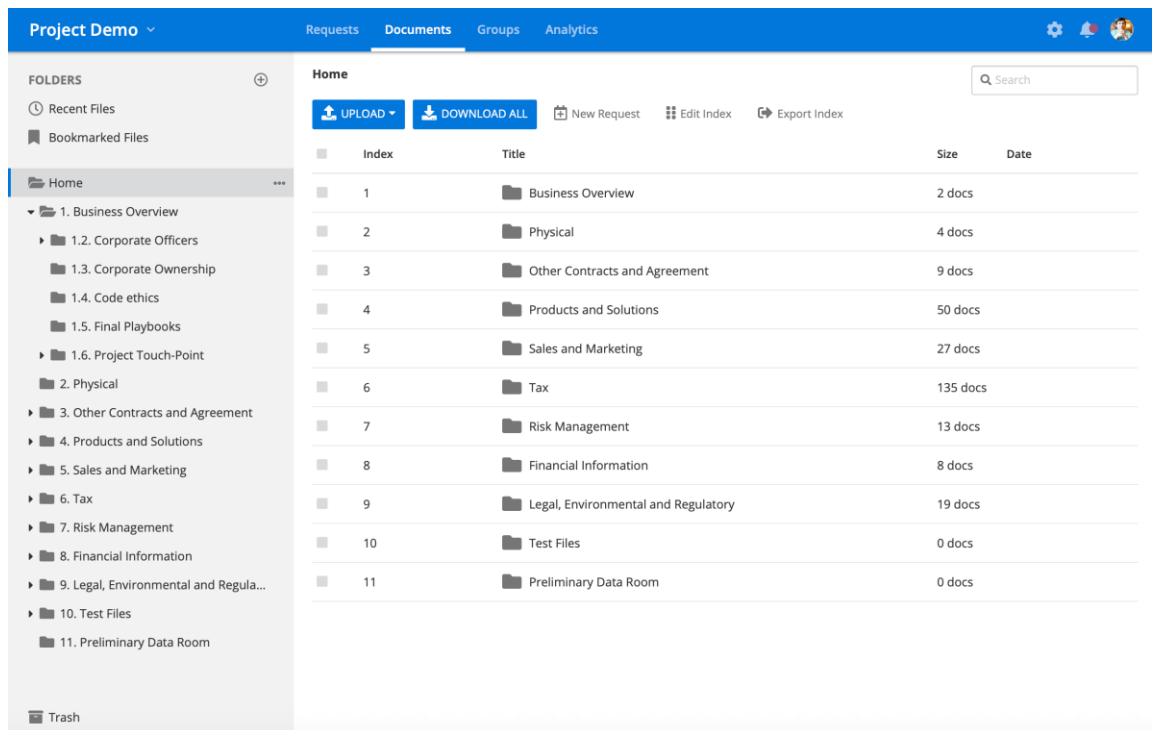 Project Demo
Requests Documents Groups Analytics
FOLDERS
Recent Files
Bookmarked Files
Home
1. Business Overview
1.2. Corporate Officers
1.3. Corporate Ownership
1.4. Code ethics
1.5. Final Playbooks
1.6. Project Touch-Point
2. Physical
3. Other Contracts and Agreement
4. Products and Solutions
5. Sales and Marketing
6. Tax
7. Risk Management
8. Financial Information
9. Legal, Environmental and Regula...
10. Test Files
11. Preliminary Data Room
Trash
Home
Search
UPLOAD DOWNLOAD ALL New Request Edit Index Export Index
Index Title Size Date
1 Business Overview 2 docs
2 Physical 4 docs
3 Other Contracts and Agreement 9 docs
4 Products and Solutions 50 docs
5 Sales and Marketing 27 docs
6 Tax 135 docs
7 Risk Management 13 docs
8 Financial Information 8 docs
9 Legal, Environmental and Regulatory 19 docs
10 Test Files 0 docs
11 Preliminary Data Room 0 docs